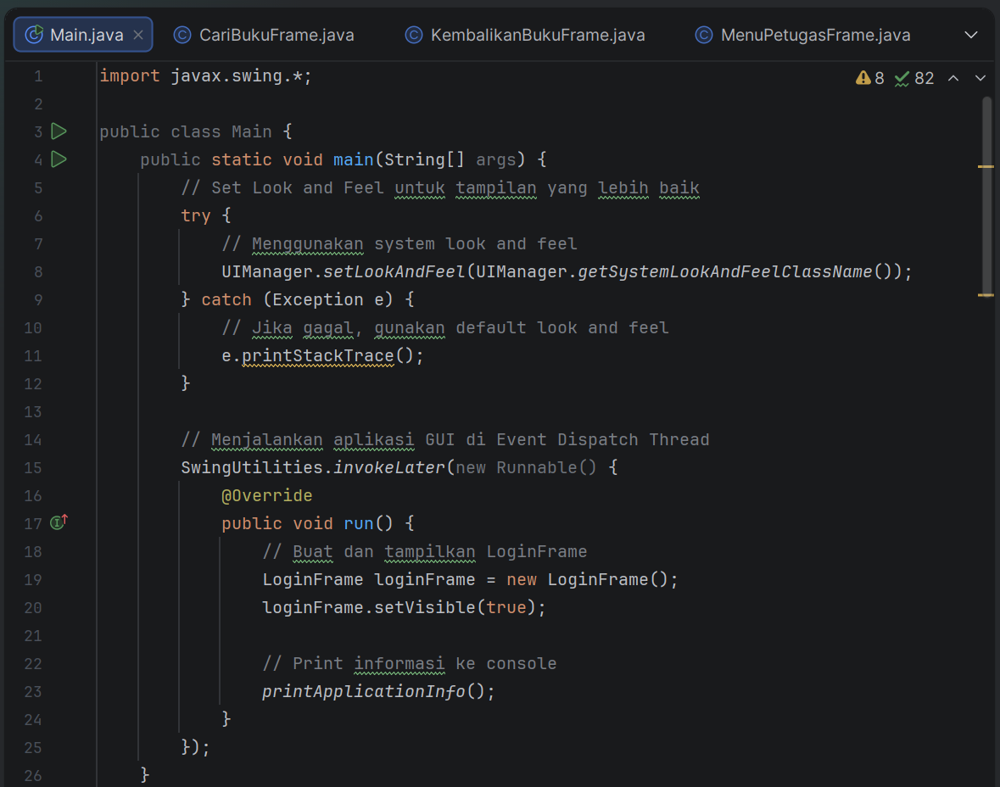 Main.java CariBukuFrame.java KembalikanBukuFrame.java MenuPetugasFrame.java
8 82
1 import javax.swing.*;
2
3 public class Main {
4 public static void main(String[] args) {
5 // Set Look and Feel untuk tampilan yang lebih baik
6 try {
7 // Menggunakan system look and feel
8 UIManager.setLookAndFeel(UIManager.getSystemLookAndFeelClassName());
9 } catch (Exception e) {
10 // Jika gagal, gunakan default look and feel
11 e.printStackTrace();
12 }
13
14 // Menjalankan aplikasi GUI di Event Dispatch Thread
15 SwingUtilities.invokeLater(new Runnable() {
16 @Override
17 public void run() {
18 // Buat dan tampilkan LoginFrame
19 LoginFrame loginFrame = new LoginFrame();
20 loginFrame.setVisible(true);
21
22 // Print informasi ke console
23 printApplicationInfo();
24 }
25 });
26 }